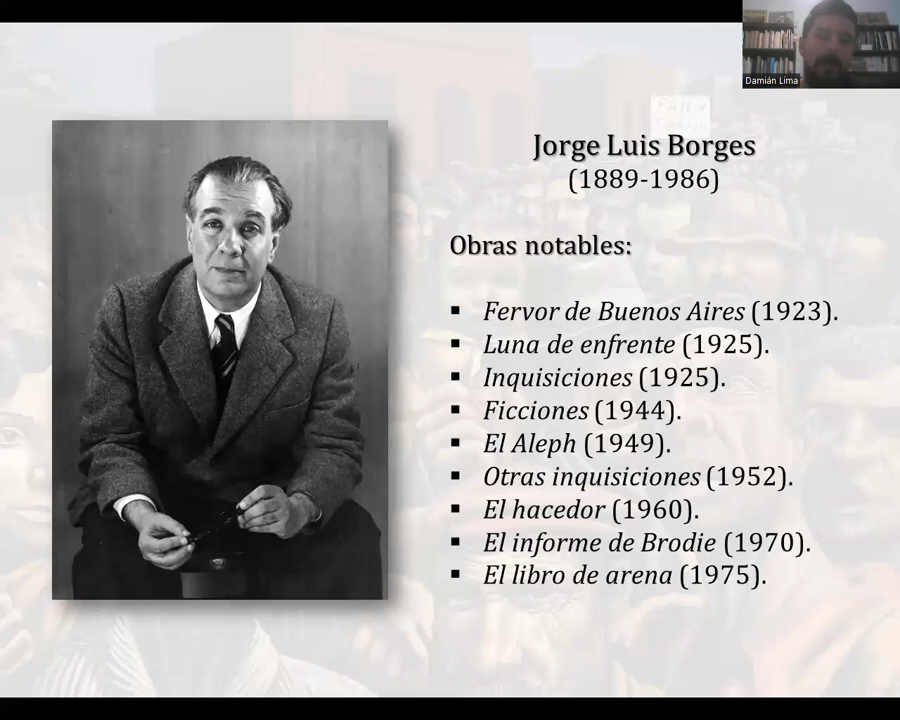 Damián Lima
Jorge Luis Borges
(1889-1986)
Obras notables:
▪ Fervor de Buenos Aires (1923).
▪ Luna de enfrente (1925).
▪ Inquisiciones (1925).
▪ Ficciones (1944).
▪ El Aleph (1949).
▪ Otras inquisiciones (1952).
▪ El hacedor (1960).
▪ El informe de Brodie (1970).
▪ El libro de arena (1975).